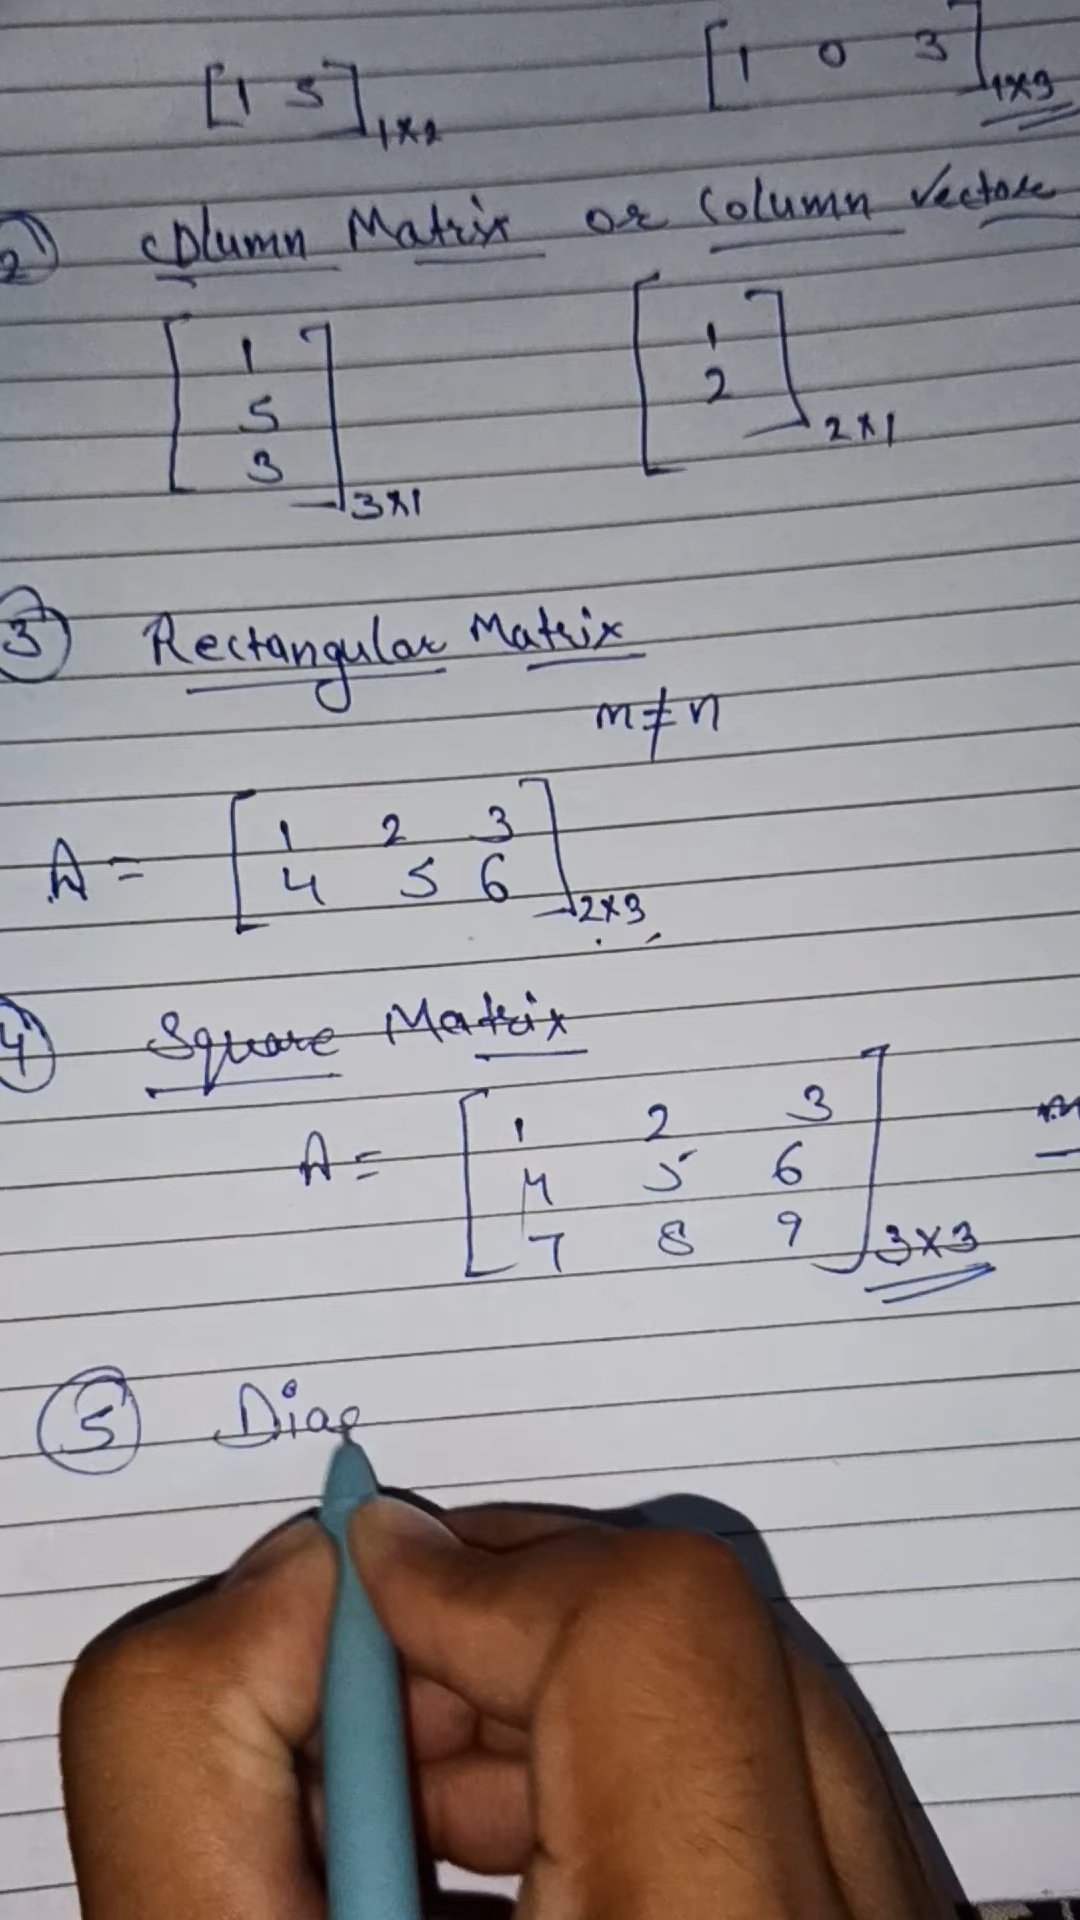 [1 5]1×2 [1 0 3]1×3
2 Column Matrix or Column Vector
[1 [1
5 2]2×1
3]3×1
3 Rectangular Matrix
m≠n
A = [1 2 3
4 5 6]2×3
4 Square Matrix
A = [1 2 3 m
4 5 6
7 8 9]3×3
5 Diag